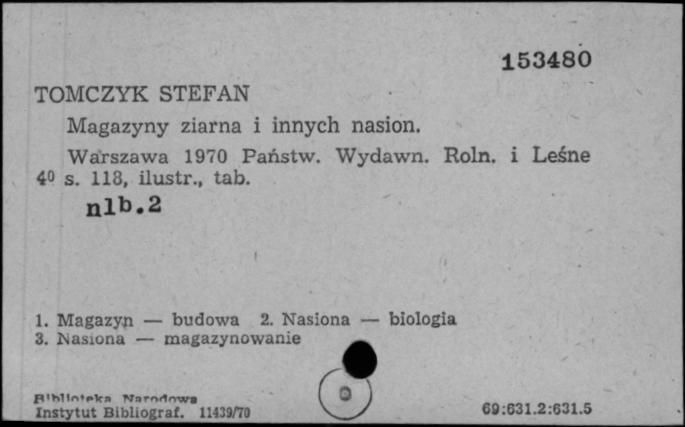 153480
TOMCZYK STEFAN
Magazyny ziarna i innych nasion.
Warszawa 1970 Państw. Wydawn. Roln. i Leśne
4⁰ s. 118, ilustr., tab.
nlb.2
1. Magazyn — budowa 2. Nasiona — biologia
3. Nasiona — magazynowanie
Biblioteka Narodowa
Instytut Bibliograf. 11439/70
69:631.2:631.5